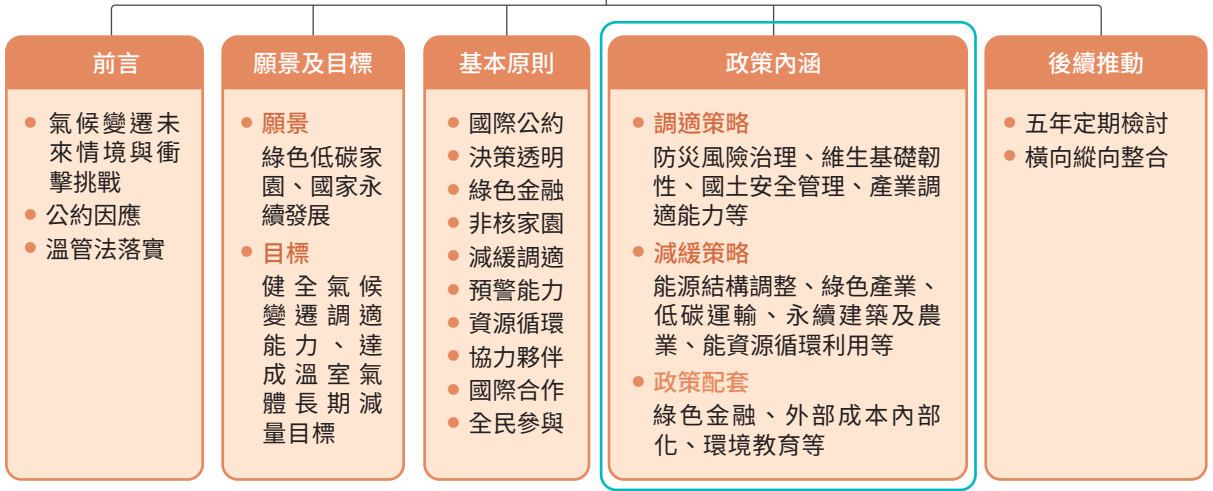 前言
• 氣候變遷未
來情境與衝
擊挑戰
• 公約因應
• 溫管法落實
願景及目標
• 願景
綠色低碳家
園、國家永
續發展
• 目標
健全氣候
變遷調適
能力、達
成溫室氣
體長期減
量目標
基本原則
• 國際公約
• 決策透明
• 綠色金融
• 非核家園
• 減緩調適
• 預警能力
• 資源循環
• 協力夥伴
• 國際合作
• 全民參與
政策內涵
• 調適策略
防災風險治理、維生基礎韌
性、國土安全管理、產業調
適能力等
• 減緩策略
能源結構調整、綠色產業、
低碳運輸、永續建築及農
業、能資源循環利用等
• 政策配套
綠色金融、外部成本內部
化、環境教育等
後續推動
• 五年定期檢討
• 橫向縱向整合